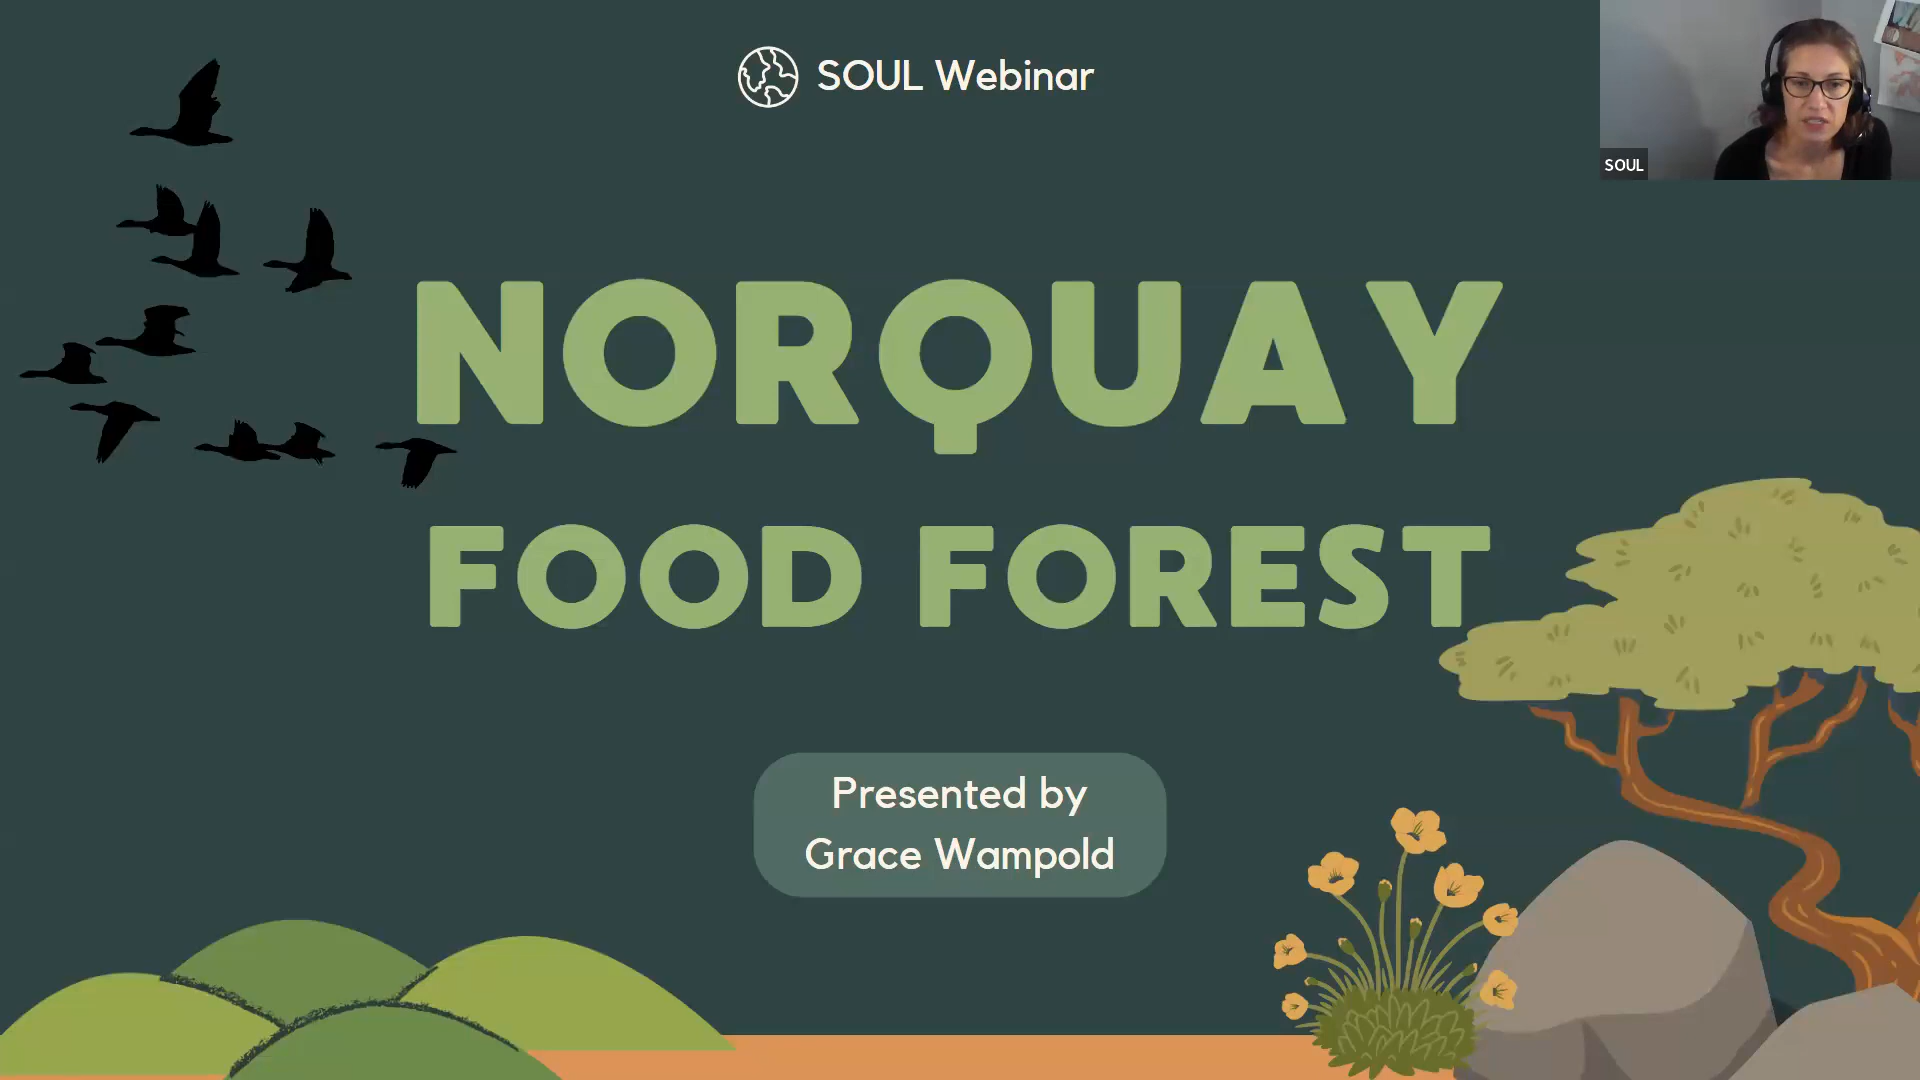 SOUL Webinar
SOUL
NORQUAY
FOOD FOREST
Presented by
Grace Wampold